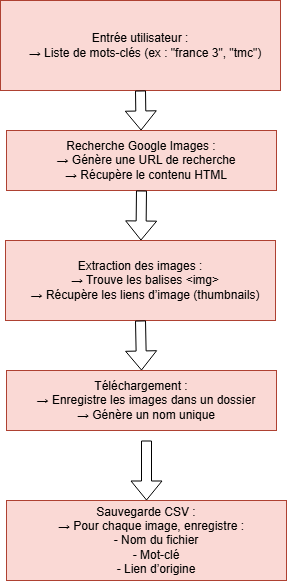 Entrée utilisateur :
→ Liste de mots-clés (ex : "france 3", "tmc")
Recherche Google Images :
→ Génère une URL de recherche
→ Récupère le contenu HTML
Extraction des images :
→ Trouve les balises <img>
→ Récupère les liens d'image (thumbnails)
Téléchargement :
→ Enregistre les images dans un dossier
→ Génère un nom unique
Sauvegarde CSV :
→ Pour chaque image, enregistre :
- Nom du fichier
- Mot-clé
- Lien d'origine